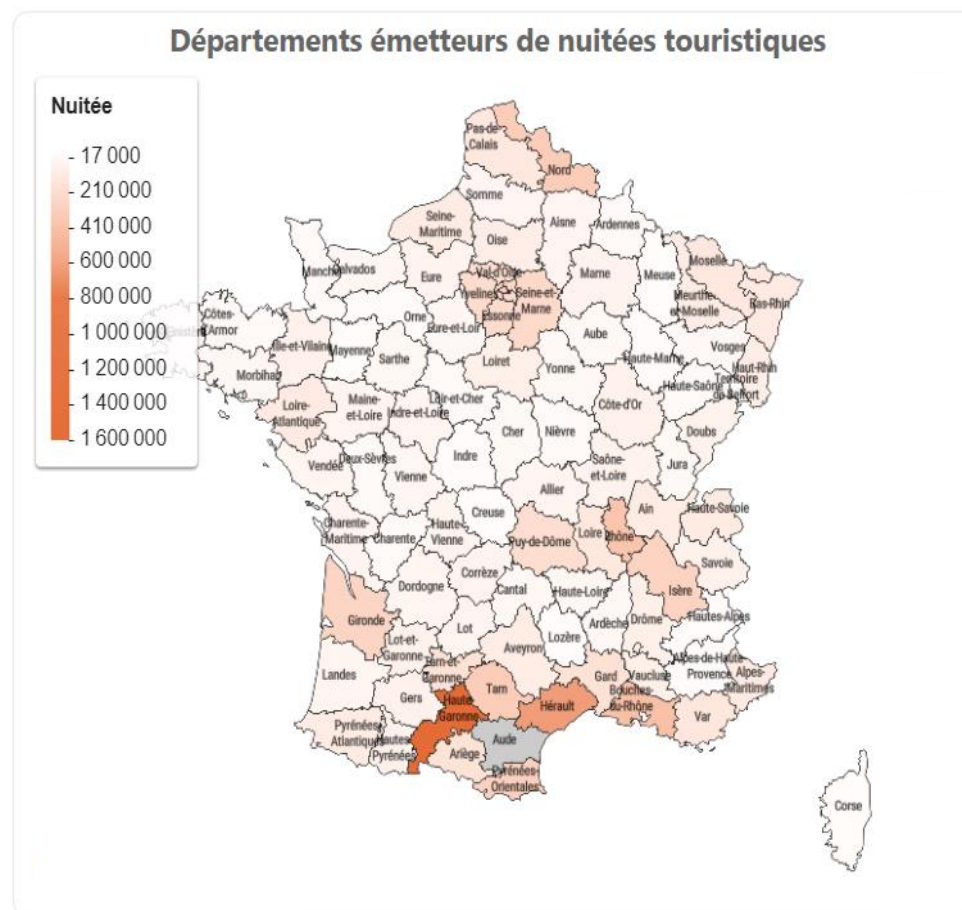 Départements émetteurs de nuitées touristiques
Nuitée
- 17 000
- 210 000
- 410 000
- 600 000
- 800 000
- 1 000 000
- 1 200 000
- 1 400 000
- 1 600 000
Pas-de-
Calais
Nord
Somme
Seine-
Maritime
Aisne
Ardennes
Oise
Manche
Calvados
Eure
Val-d'Oise
Marne
Meuse
Moselle
Yvelines
Seine-et-
Marne
Meurthe-
et-Moselle
Bas-Rhin
Essonne
Côtes-
d'Armor
Finistère
Orne
Eure-et-Loir
Aube
Vosges
Ille-et-Vilaine
Mayenne
Sarthe
Loiret
Yonne
Haute-Marne
Haut-Rhin
Morbihan
Haute-Saône
Territoire
de Belfort
Loire-
Atlantique
Maine-
et-Loire
Indre-et-Loire
Loir-et-Cher
Côte-d'Or
Doubs
Cher
Nièvre
Vendée
Deux-Sèvres
Vienne
Indre
Saône-
et-Loire
Jura
Allier
Creuse
Ain
Haute-Savoie
Charente-
Maritime
Charente
Haute-
Vienne
Puy-de-Dôme
Loire
Rhône
Savoie
Corrèze
Dordogne
Cantal
Haute-Loire
Isère
Gironde
Lot
Lozère
Ardèche
Drôme
Hautes-Alpes
Lot-et-
Garonne
Aveyron
Landes
Tarn-et-
Garonne
Gard
Vaucluse
Alpes-de-Haute-
Provence
Alpes-
Maritimes
Gers
Haute-
Garonne
Tarn
Hérault
Bouches-
du-Rhône
Var
Pyrénées-
Atlantiques
Hautes-
Pyrénées
Ariège
Aude
Pyrénées-
Orientales
Corse